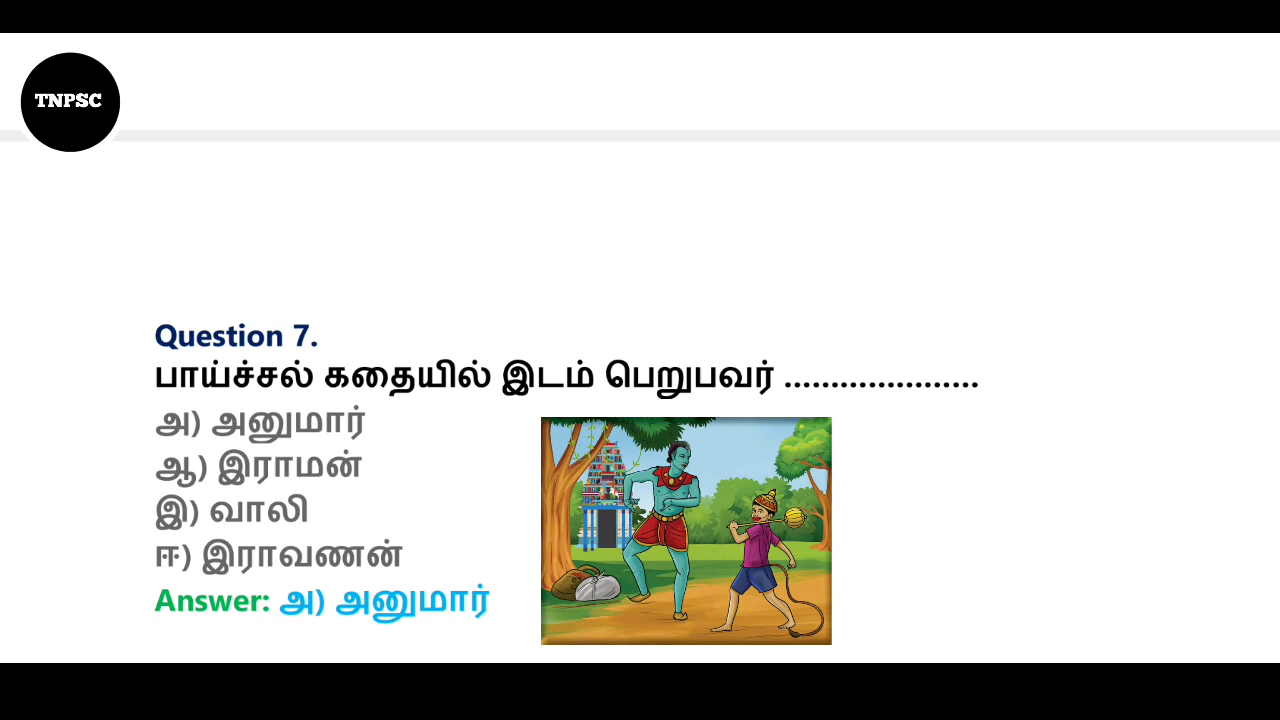 TNPSC
Question 7.
பாய்ச்சல் கதையில் இடம் பெறுபவர் .....................
அ) அனுமார்
ஆ) இராமன்
இ) வாலி
ஈ) இராவணன்
Answer: அ) அனுமார்